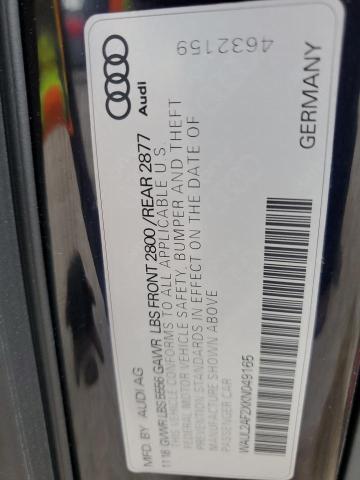 Audi
4632159
MFD. BY AUDI AG
11/18 GVWR LBS 5556 GAWR LBS FRONT 2800 / REAR 2877
THIS VEHICLE CONFORMS TO ALL APPLICABLE U S
FEDERAL MOTOR VEHICLE SAFETY, BUMPER AND THEFT
PREVENTION STANDARDS IN EFFECT ON THE DATE OF
MANUFACTURE SHOWN ABOVE
PASSENGER CAR
WAUL2AF2XKN049165
GERMANY